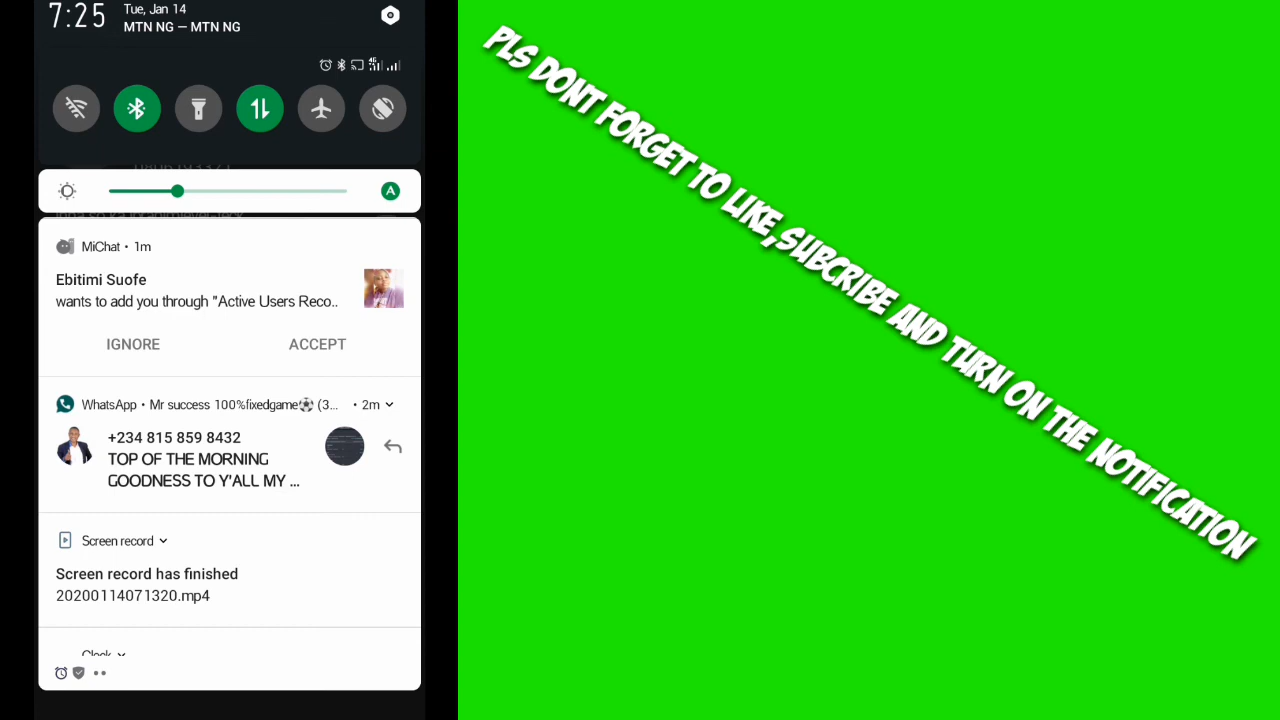 7:25
Tue, Jan 14
MTN NG — MTN NG
4G
A
MiChat • 1m
Ebitimi Suofe
wants to add you through "Active Users Reco..
IGNORE
ACCEPT
WhatsApp • Mr success 100%fixedgame⚽ (3... • 2m
+234 815 859 8432
TOP OF THE MORNING
GOODNESS TO Y'ALL MY ...
Screen record
Screen record has finished
20200114071320.mp4
Clock
PLS DONT FORGET TO LIKE,SUBCRIBE AND TURN ON THE NOTIFICATION